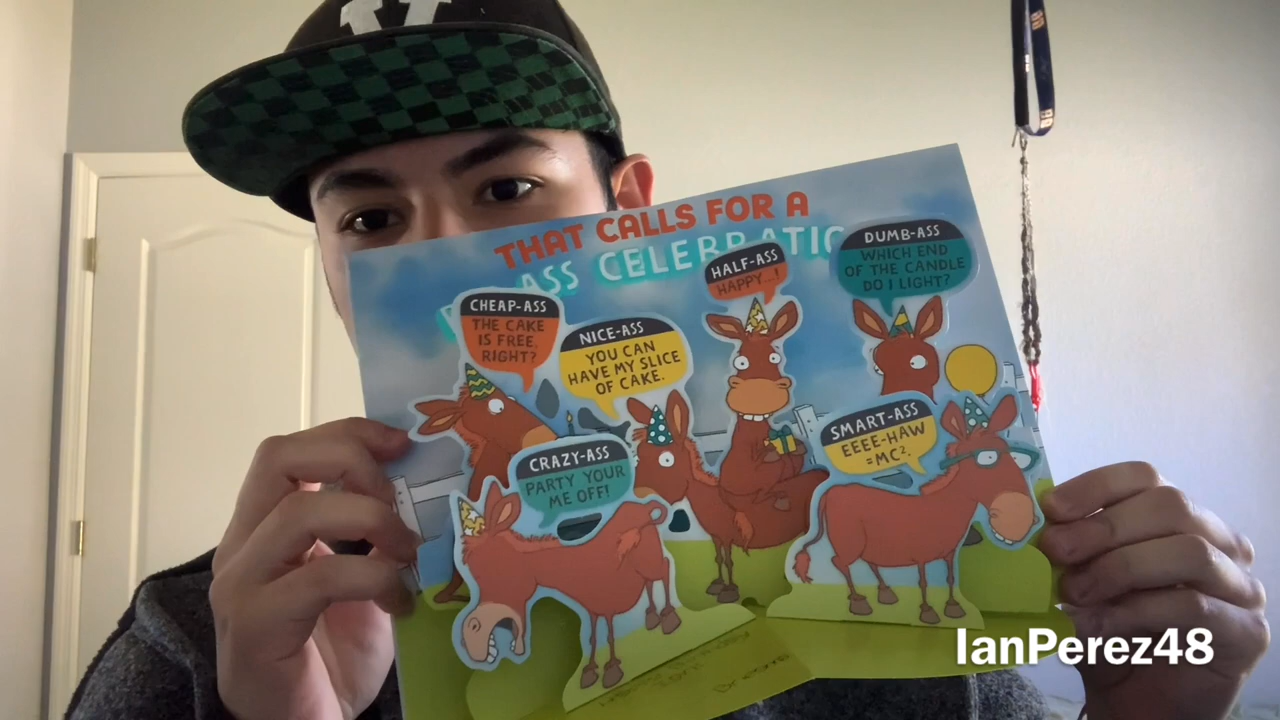 THAT CALLS FOR A
ASS CELEBRATIO
CHEAP-ASS
THE CAKE
IS FREE,
RIGHT?
NICE-ASS
YOU CAN
HAVE MY SLICE
OF CAKE.
HALF-ASS
HAPPY...!
DUMB-ASS
WHICH END
OF THE CANDLE
DO I LIGHT?
CRAZY-ASS
PARTY YOUR
ME OFF!
SMART-ASS
EEEE-HAW
=MC².
IanPerez48